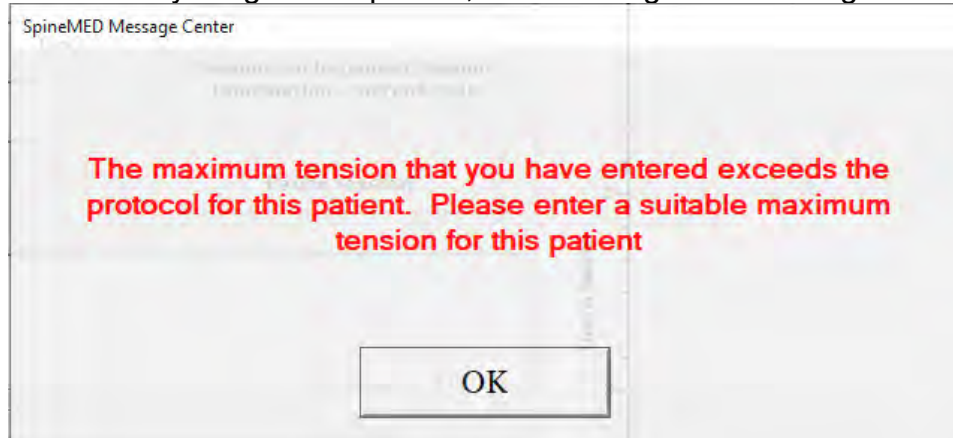 SpineMED Message Center
The maximum tension that you have entered exceeds the
protocol for this patient.  Please enter a suitable maximum
tension for this patient
OK